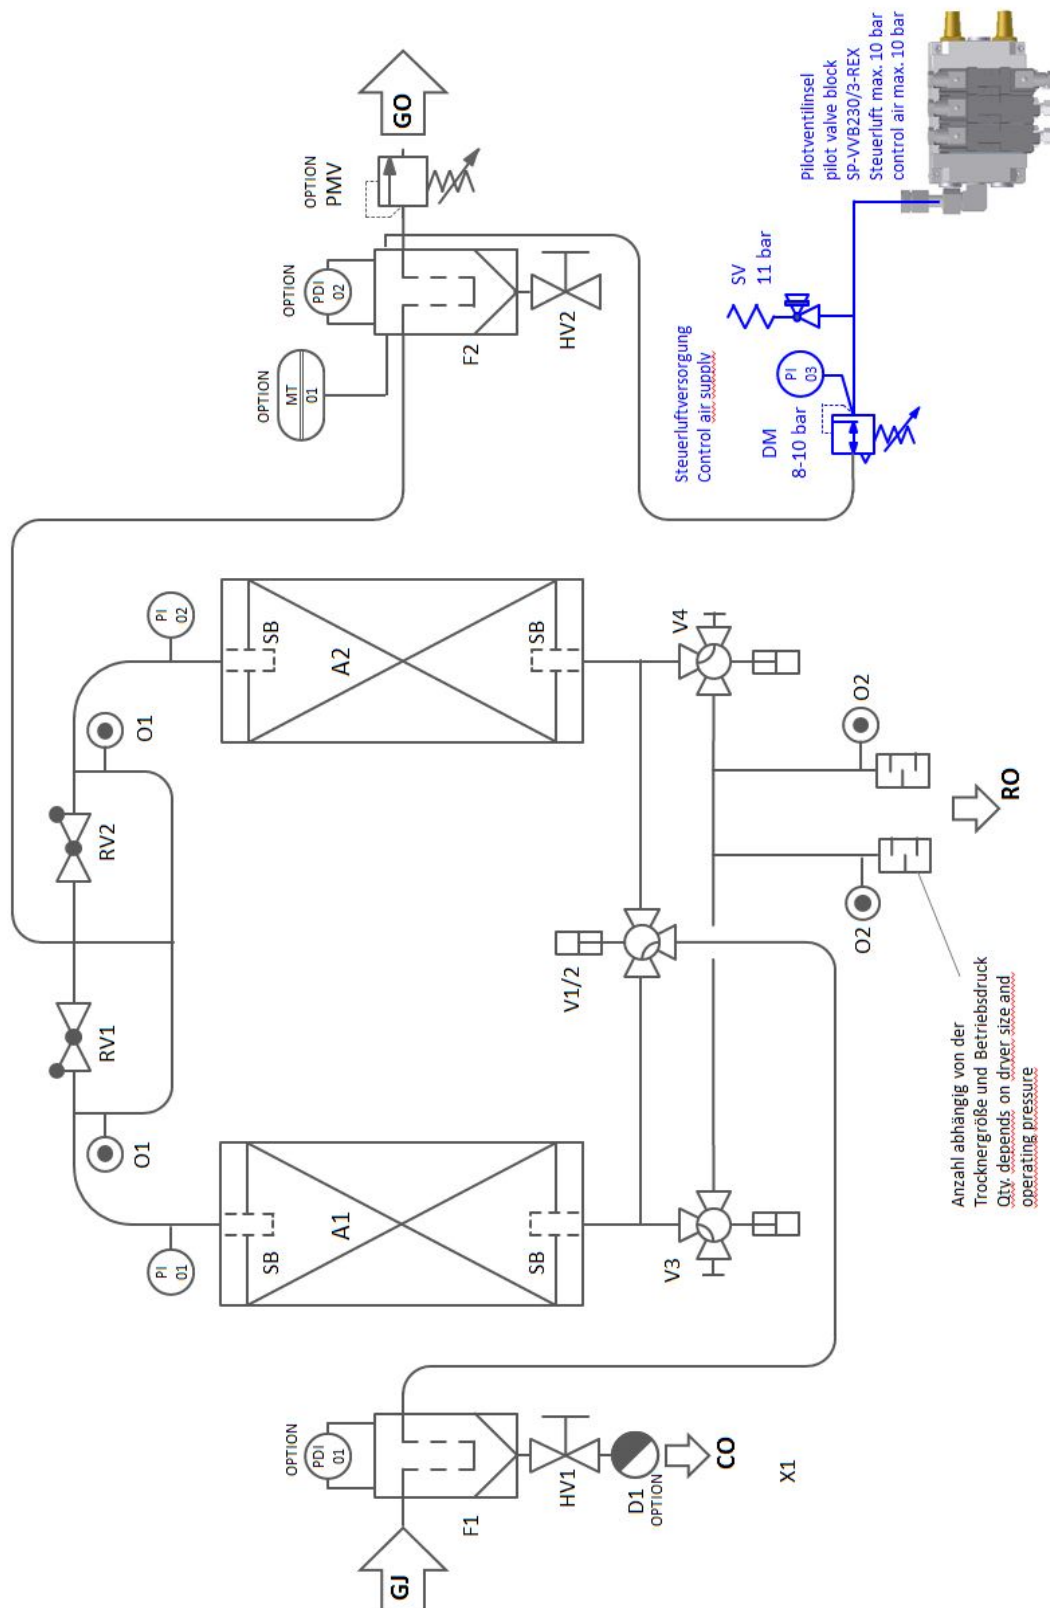 RV1
RV2
O1
O1
PI
01
PI
02
SB
SB
A1
A2
SB
SB
OPTION
PDI
01
GJ
F1
HV1
D1
OPTION
CO
X1
V1/2
V3
V4
O2
O2
RO
Anzahl abhängig von der
Trocknergröße und Betriebsdruck
Qty. depends on dryer size and
operating pressure
OPTION
MT
01
OPTION
PDI
02
OPTION
PMV
GO
F2
HV2
Steuerluftversorgung
Control air supply
DM
8-10 bar
PI
03
SV
11 bar
Pilotventilinsel
pilot valve block
SP-VVB230/3-REX
Steuerluft max. 10 bar
control air max. 10 bar